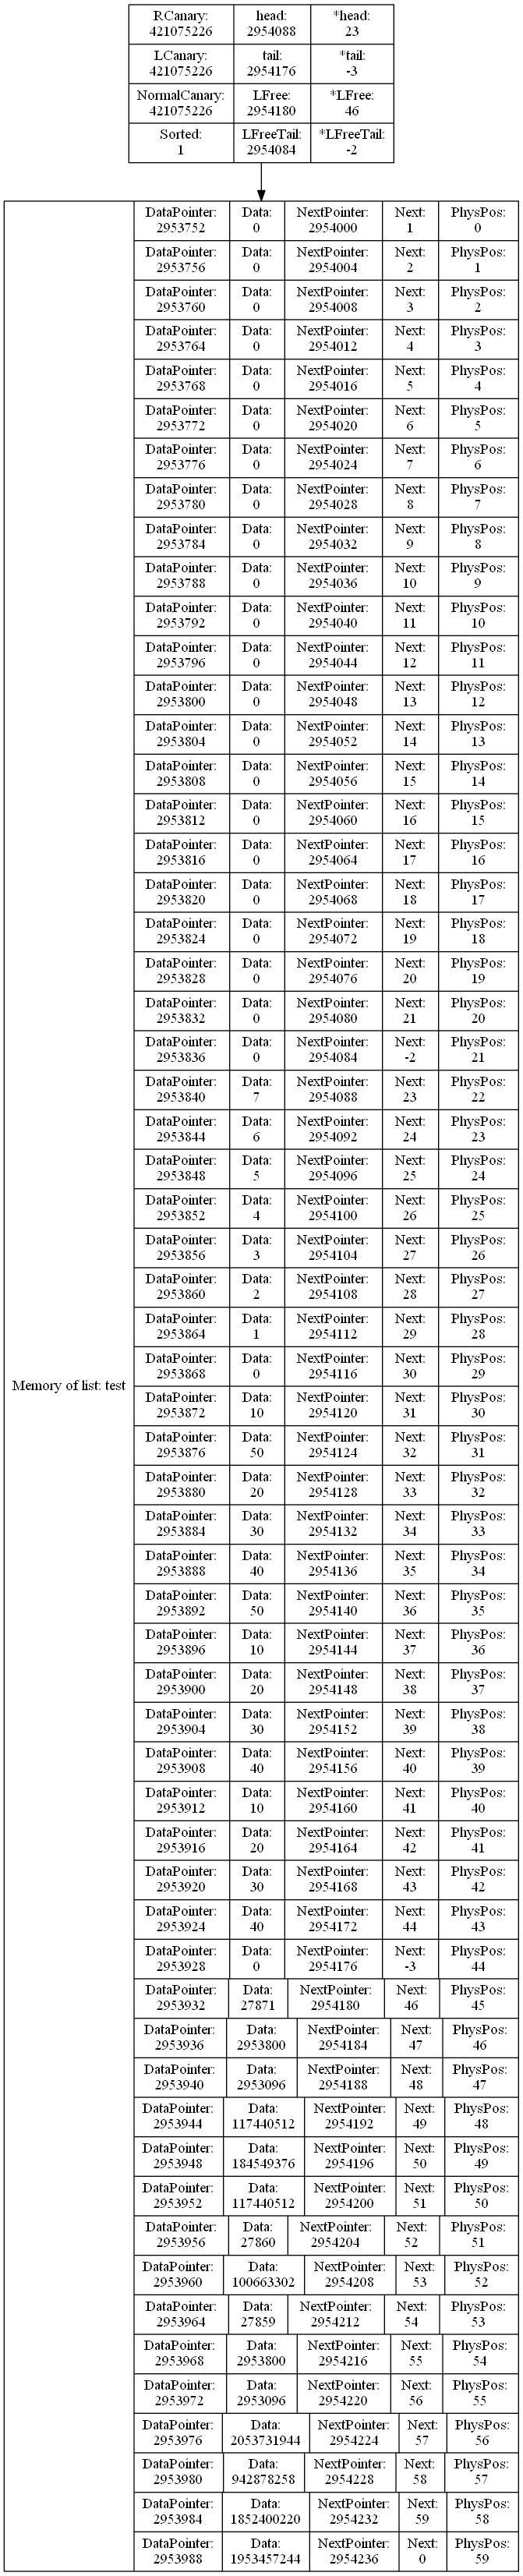 RCanary: head: *head:
421075226 2954088 23
LCanary: tail: *tail:
421075226 2954176 -3
NormalCanary: LFree: *LFree:
421075226 2954180 46
Sorted: LFreeTail: *LFreeTail:
1 2954084 -2
Memory of list: test
DataPointer: Data: NextPointer: Next: PhysPos:
2953752 0 2954000 1 0
DataPointer: Data: NextPointer: Next: PhysPos:
2953756 0 2954004 2 1
DataPointer: Data: NextPointer: Next: PhysPos:
2953760 0 2954008 3 2
DataPointer: Data: NextPointer: Next: PhysPos:
2953764 0 2954012 4 3
DataPointer: Data: NextPointer: Next: PhysPos:
2953768 0 2954016 5 4
DataPointer: Data: NextPointer: Next: PhysPos:
2953772 0 2954020 6 5
DataPointer: Data: NextPointer: Next: PhysPos:
2953776 0 2954024 7 6
DataPointer: Data: NextPointer: Next: PhysPos:
2953780 0 2954028 8 7
DataPointer: Data: NextPointer: Next: PhysPos:
2953784 0 2954032 9 8
DataPointer: Data: NextPointer: Next: PhysPos:
2953788 0 2954036 10 9
DataPointer: Data: NextPointer: Next: PhysPos:
2953792 0 2954040 11 10
DataPointer: Data: NextPointer: Next: PhysPos:
2953796 0 2954044 12 11
DataPointer: Data: NextPointer: Next: PhysPos:
2953800 0 2954048 13 12
DataPointer: Data: NextPointer: Next: PhysPos:
2953804 0 2954052 14 13
DataPointer: Data: NextPointer: Next: PhysPos:
2953808 0 2954056 15 14
DataPointer: Data: NextPointer: Next: PhysPos:
2953812 0 2954060 16 15
DataPointer: Data: NextPointer: Next: PhysPos:
2953816 0 2954064 17 16
DataPointer: Data: NextPointer: Next: PhysPos:
2953820 0 2954068 18 17
DataPointer: Data: NextPointer: Next: PhysPos:
2953824 0 2954072 19 18
DataPointer: Data: NextPointer: Next: PhysPos:
2953828 0 2954076 20 19
DataPointer: Data: NextPointer: Next: PhysPos:
2953832 0 2954080 21 20
DataPointer: Data: NextPointer: Next: PhysPos:
2953836 0 2954084 -2 21
DataPointer: Data: NextPointer: Next: PhysPos:
2953840 7 2954088 23 22
DataPointer: Data: NextPointer: Next: PhysPos:
2953844 6 2954092 24 23
DataPointer: Data: NextPointer: Next: PhysPos:
2953848 5 2954096 25 24
DataPointer: Data: NextPointer: Next: PhysPos:
2953852 4 2954100 26 25
DataPointer: Data: NextPointer: Next: PhysPos:
2953856 3 2954104 27 26
DataPointer: Data: NextPointer: Next: PhysPos:
2953860 2 2954108 28 27
DataPointer: Data: NextPointer: Next: PhysPos:
2953864 1 2954112 29 28
DataPointer: Data: NextPointer: Next: PhysPos:
2953868 0 2954116 30 29
DataPointer: Data: NextPointer: Next: PhysPos:
2953872 10 2954120 31 30
DataPointer: Data: NextPointer: Next: PhysPos:
2953876 50 2954124 32 31
DataPointer: Data: NextPointer: Next: PhysPos:
2953880 20 2954128 33 32
DataPointer: Data: NextPointer: Next: PhysPos:
2953884 30 2954132 34 33
DataPointer: Data: NextPointer: Next: PhysPos:
2953888 40 2954136 35 34
DataPointer: Data: NextPointer: Next: PhysPos:
2953892 50 2954140 36 35
DataPointer: Data: NextPointer: Next: PhysPos:
2953896 10 2954144 37 36
DataPointer: Data: NextPointer: Next: PhysPos:
2953900 20 2954148 38 37
DataPointer: Data: NextPointer: Next: PhysPos:
2953904 30 2954152 39 38
DataPointer: Data: NextPointer: Next: PhysPos:
2953908 40 2954156 40 39
DataPointer: Data: NextPointer: Next: PhysPos:
2953912 10 2954160 41 40
DataPointer: Data: NextPointer: Next: PhysPos:
2953916 20 2954164 42 41
DataPointer: Data: NextPointer: Next: PhysPos:
2953920 30 2954168 43 42
DataPointer: Data: NextPointer: Next: PhysPos:
2953924 40 2954172 44 43
DataPointer: Data: NextPointer: Next: PhysPos:
2953928 0 2954176 -3 44
DataPointer: Data: NextPointer: Next: PhysPos:
2953932 27871 2954180 46 45
DataPointer: Data: NextPointer: Next: PhysPos:
2953936 2953800 2954184 47 46
DataPointer: Data: NextPointer: Next: PhysPos:
2953940 2953096 2954188 48 47
DataPointer: Data: NextPointer: Next: PhysPos:
2953944 117440512 2954192 49 48
DataPointer: Data: NextPointer: Next: PhysPos:
2953948 184549376 2954196 50 49
DataPointer: Data: NextPointer: Next: PhysPos:
2953952 117440512 2954200 51 50
DataPointer: Data: NextPointer: Next: PhysPos:
2953956 27860 2954204 52 51
DataPointer: Data: NextPointer: Next: PhysPos:
2953960 100663302 2954208 53 52
DataPointer: Data: NextPointer: Next: PhysPos:
2953964 27859 2954212 54 53
DataPointer: Data: NextPointer: Next: PhysPos:
2953968 2953800 2954216 55 54
DataPointer: Data: NextPointer: Next: PhysPos:
2953972 2953096 2954220 56 55
DataPointer: Data: NextPointer: Next: PhysPos:
2953976 2053731944 2954224 57 56
DataPointer: Data: NextPointer: Next: PhysPos:
2953980 942878258 2954228 58 57
DataPointer: Data: NextPointer: Next: PhysPos:
2953984 1852400220 2954232 59 58
DataPointer: Data: NextPointer: Next: PhysPos:
2953988 1953457244 2954236 0 59